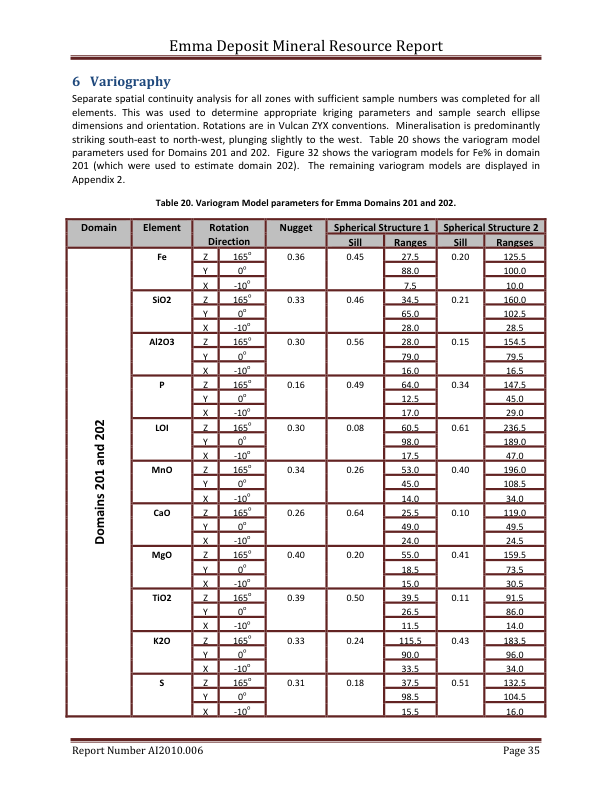 Emma Deposit Mineral Resource Report
6 Variography
Separate spatial continuity analysis for all zones with sufficient sample numbers was completed for all
elements. This was used to determine appropriate kriging parameters and sample search ellipse
dimensions and orientation. Rotations are in Vulcan ZYX conventions. Mineralisation is predominantly
striking south-east to north-west, plunging slightly to the west. Table 20 shows the variogram model
parameters used for Domains 201 and 202. Figure 32 shows the variogram models for Fe% in domain
201 (which were used to estimate domain 202). The remaining variogram models are displayed in
Appendix 2.
Table 20. Variogram Model parameters for Emma Domains 201 and 202.
Domain Element Rotation Nugget Spherical Structure 1 Spherical Structure 2
Direction Sill Ranges Sill Rangses
Domains 201 and 202
Fe Z 165° 0.36 0.45 27.5 0.20 125.5
Y 0° 88.0 100.0
X -10° 7.5 10.0
SiO2 Z 165° 0.33 0.46 34.5 0.21 160.0
Y 0° 65.0 102.5
X -10° 28.0 28.5
Al2O3 Z 165° 0.30 0.56 28.0 0.15 154.5
Y 0° 79.0 79.5
X -10° 16.0 16.5
P Z 165° 0.16 0.49 64.0 0.34 147.5
Y 0° 12.5 45.0
X -10° 17.0 29.0
LOI Z 165° 0.30 0.08 60.5 0.61 236.5
Y 0° 98.0 189.0
X -10° 17.5 47.0
MnO Z 165° 0.34 0.26 53.0 0.40 196.0
Y 0° 45.0 108.5
X -10° 14.0 34.0
CaO Z 165° 0.26 0.64 25.5 0.10 119.0
Y 0° 49.0 49.5
X -10° 24.0 24.5
MgO Z 165° 0.40 0.20 55.0 0.41 159.5
Y 0° 18.5 73.5
X -10° 15.0 30.5
TiO2 Z 165° 0.39 0.50 39.5 0.11 91.5
Y 0° 26.5 86.0
X -10° 11.5 14.0
K2O Z 165° 0.33 0.24 115.5 0.43 183.5
Y 0° 90.0 96.0
X -10° 33.5 34.0
S Z 165° 0.31 0.18 37.5 0.51 132.5
Y 0° 98.5 104.5
X -10° 15.5 16.0
Report Number AI2010.006 Page 35